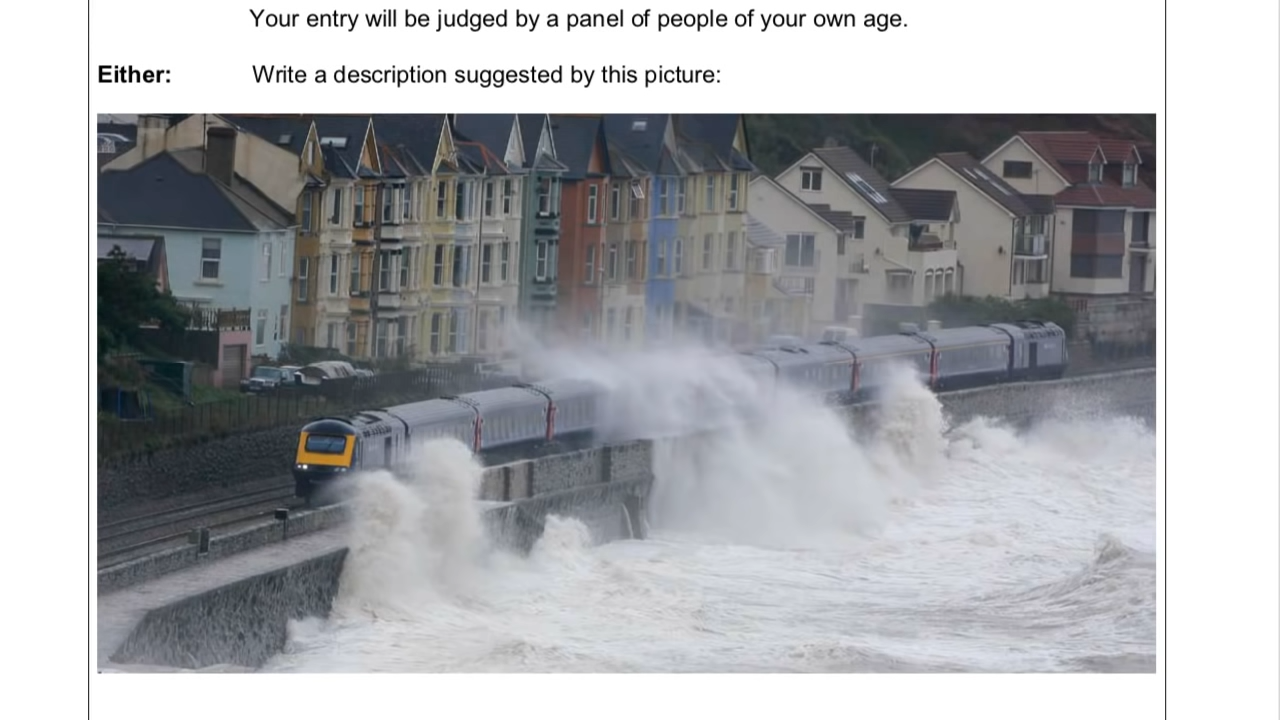 Your entry will be judged by a panel of people of your own age.
Either: Write a description suggested by this picture: